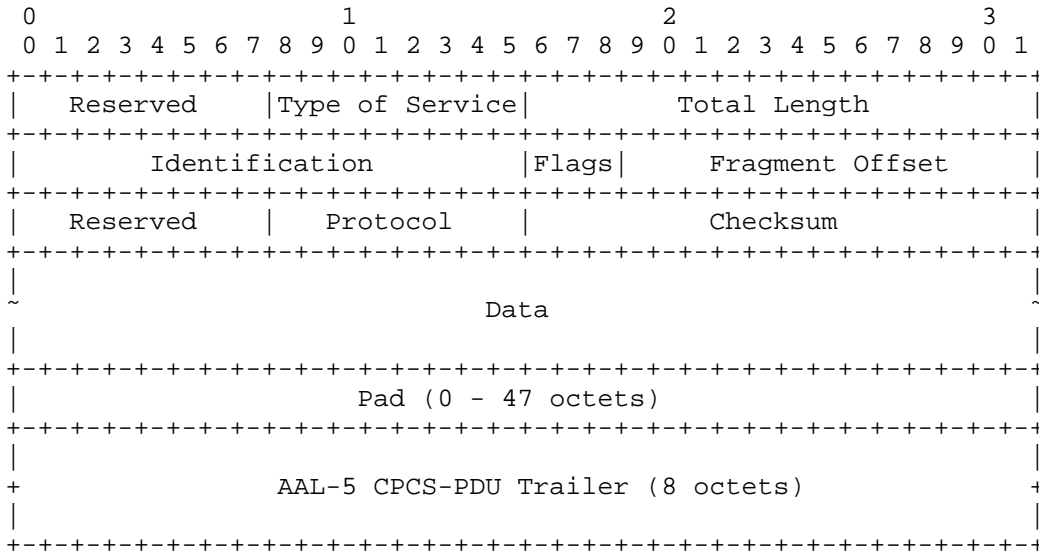 0                   1                   2                   3
0 1 2 3 4 5 6 7 8 9 0 1 2 3 4 5 6 7 8 9 0 1 2 3 4 5 6 7 8 9 0 1
+-+-+-+-+-+-+-+-+-+-+-+-+-+-+-+-+-+-+-+-+-+-+-+-+-+-+-+-+-+-+-+-+
|   Reserved    |Type of Service|         Total Length          |
+-+-+-+-+-+-+-+-+-+-+-+-+-+-+-+-+-+-+-+-+-+-+-+-+-+-+-+-+-+-+-+-+
|        Identification         |Flags|     Fragment Offset     |
+-+-+-+-+-+-+-+-+-+-+-+-+-+-+-+-+-+-+-+-+-+-+-+-+-+-+-+-+-+-+-+-+
|   Reserved    |   Protocol    |           Checksum            |
+-+-+-+-+-+-+-+-+-+-+-+-+-+-+-+-+-+-+-+-+-+-+-+-+-+-+-+-+-+-+-+-+
|                                                               |
~                             Data                              ~
|                                                               |
+-+-+-+-+-+-+-+-+-+-+-+-+-+-+-+-+-+-+-+-+-+-+-+-+-+-+-+-+-+-+-+-+
|                     Pad (0 - 47 octets)                       |
+-+-+-+-+-+-+-+-+-+-+-+-+-+-+-+-+-+-+-+-+-+-+-+-+-+-+-+-+-+-+-+-+
|                                                               |
+                AAL-5 CPCS-PDU Trailer (8 octets)              +
|                                                               |
+-+-+-+-+-+-+-+-+-+-+-+-+-+-+-+-+-+-+-+-+-+-+-+-+-+-+-+-+-+-+-+-+